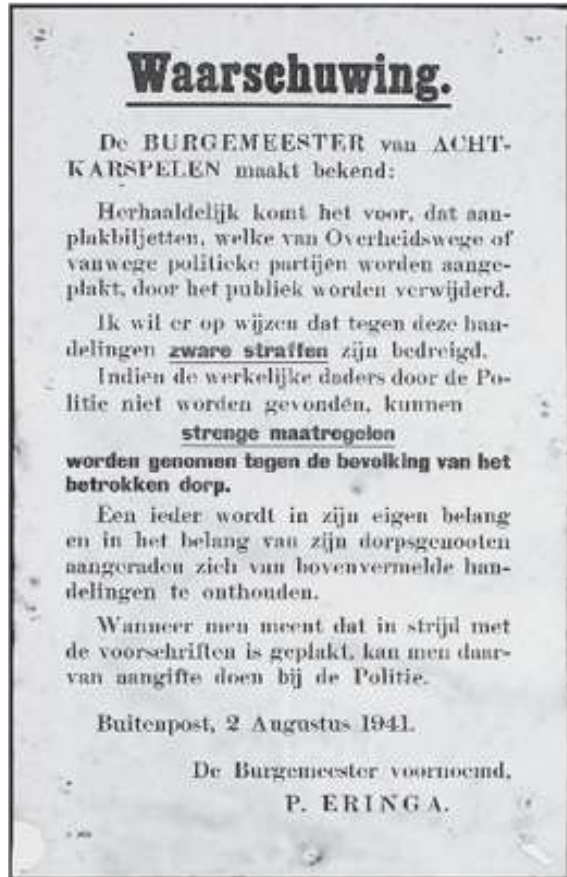 Waarschuwing.
De BURGEMEESTER van ACHT-
KARSPELEN maakt bekend:
Herhaaldelijk komt het voor, dat aan-
plakbiljetten, welke van Overheidswege of
vanwege politieke partijen worden aange-
plakt, door het publiek worden verwijderd.
Ik wil er op wijzen dat tegen deze han-
delingen zware straffen zijn bedreigd.
Indien de werkelijke daders door de Po-
litie niet worden gevonden, kunnen
strenge maatregelen
worden genomen tegen de bevolking van het
betrokken dorp.
Een ieder wordt in zijn eigen belang
en in het belang van zijn dorpsgenooten
aangeraden zich van bovenvermelde han-
delingen te onthouden.
Wanneer men meent dat in strijd met
de voorschriften is geplakt, kan men daar-
van aangifte doen bij de Politie.
Buitenpost, 2 Augustus 1941.
De Burgemeester voornoemd,
P. ERINGA.